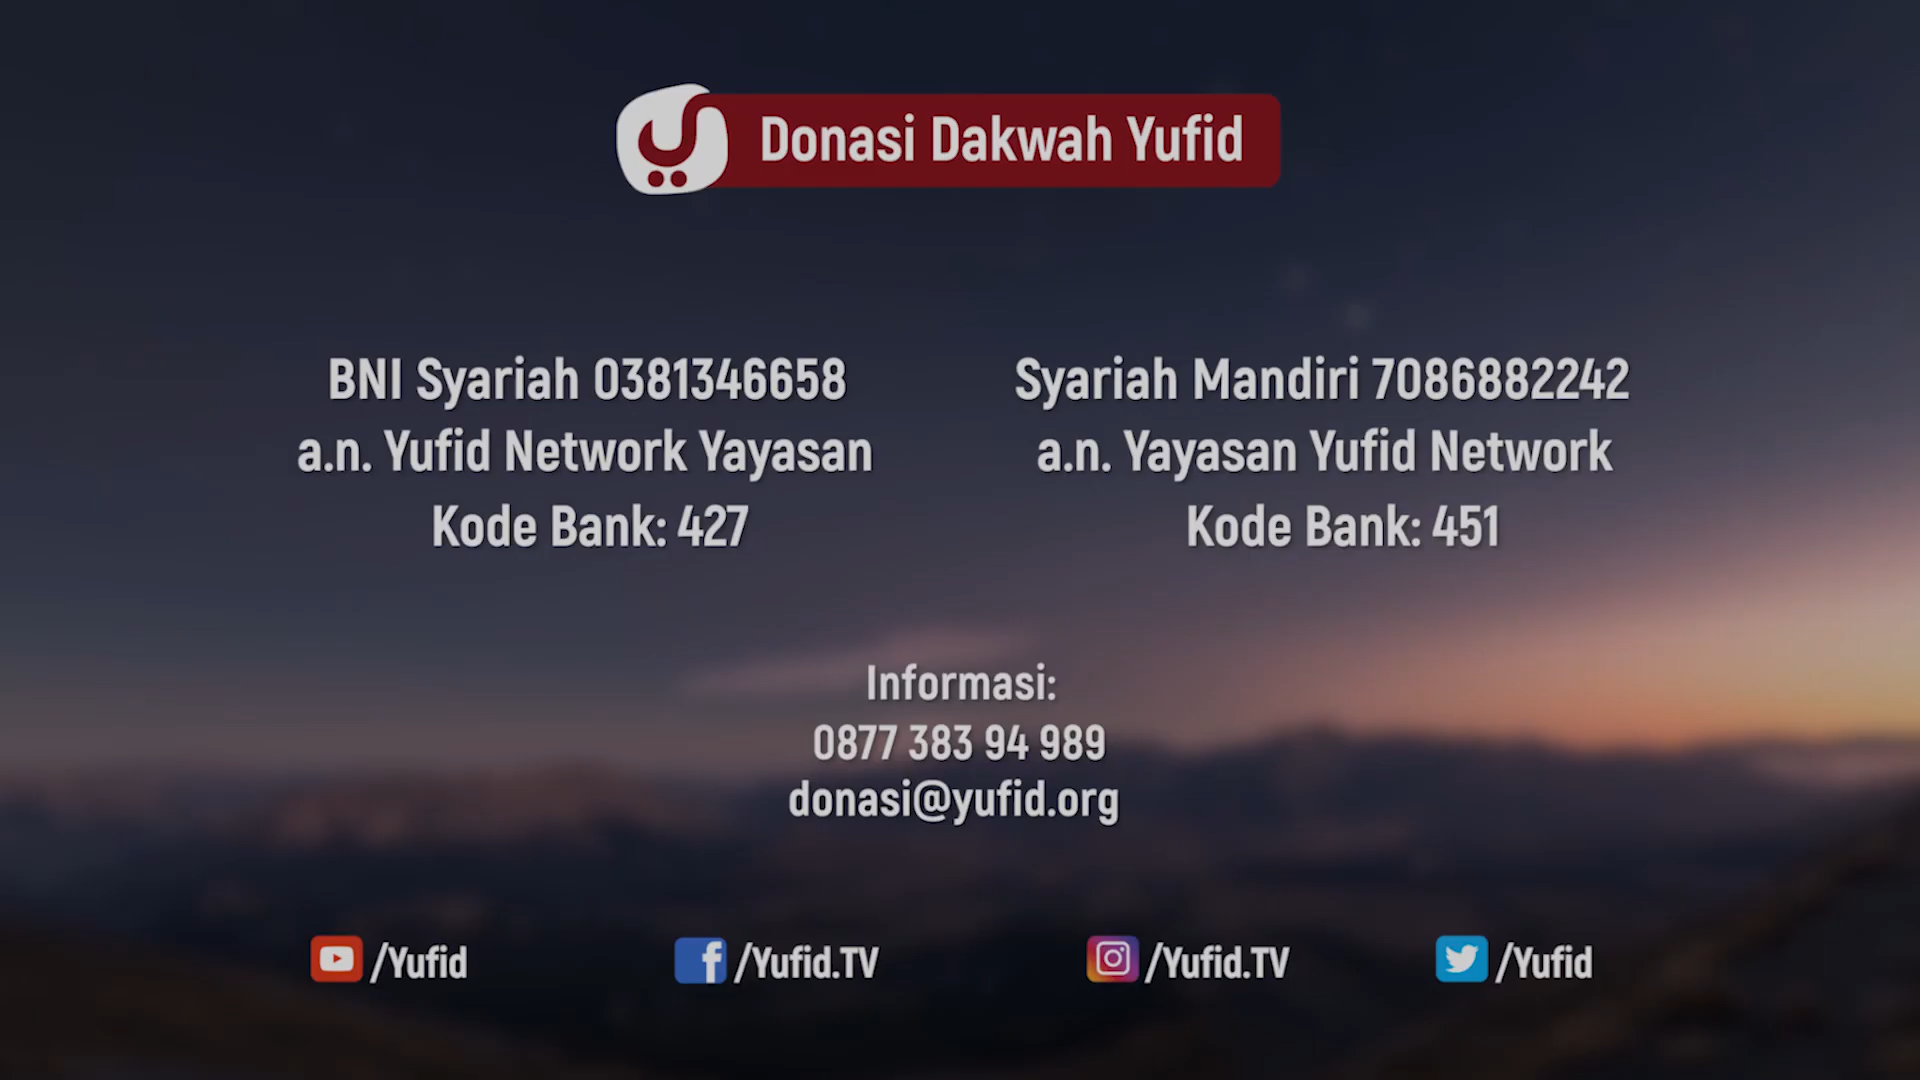 Donasi Dakwah Yufid
BNI Syariah 0381346658
a.n. Yufid Network Yayasan
Kode Bank: 427
Syariah Mandiri 7086882242
a.n. Yayasan Yufid Network
Kode Bank: 451
Informasi:
0877 383 94 989
donasi@yufid.org
/Yufid
/Yufid.TV
/Yufid.TV
/Yufid